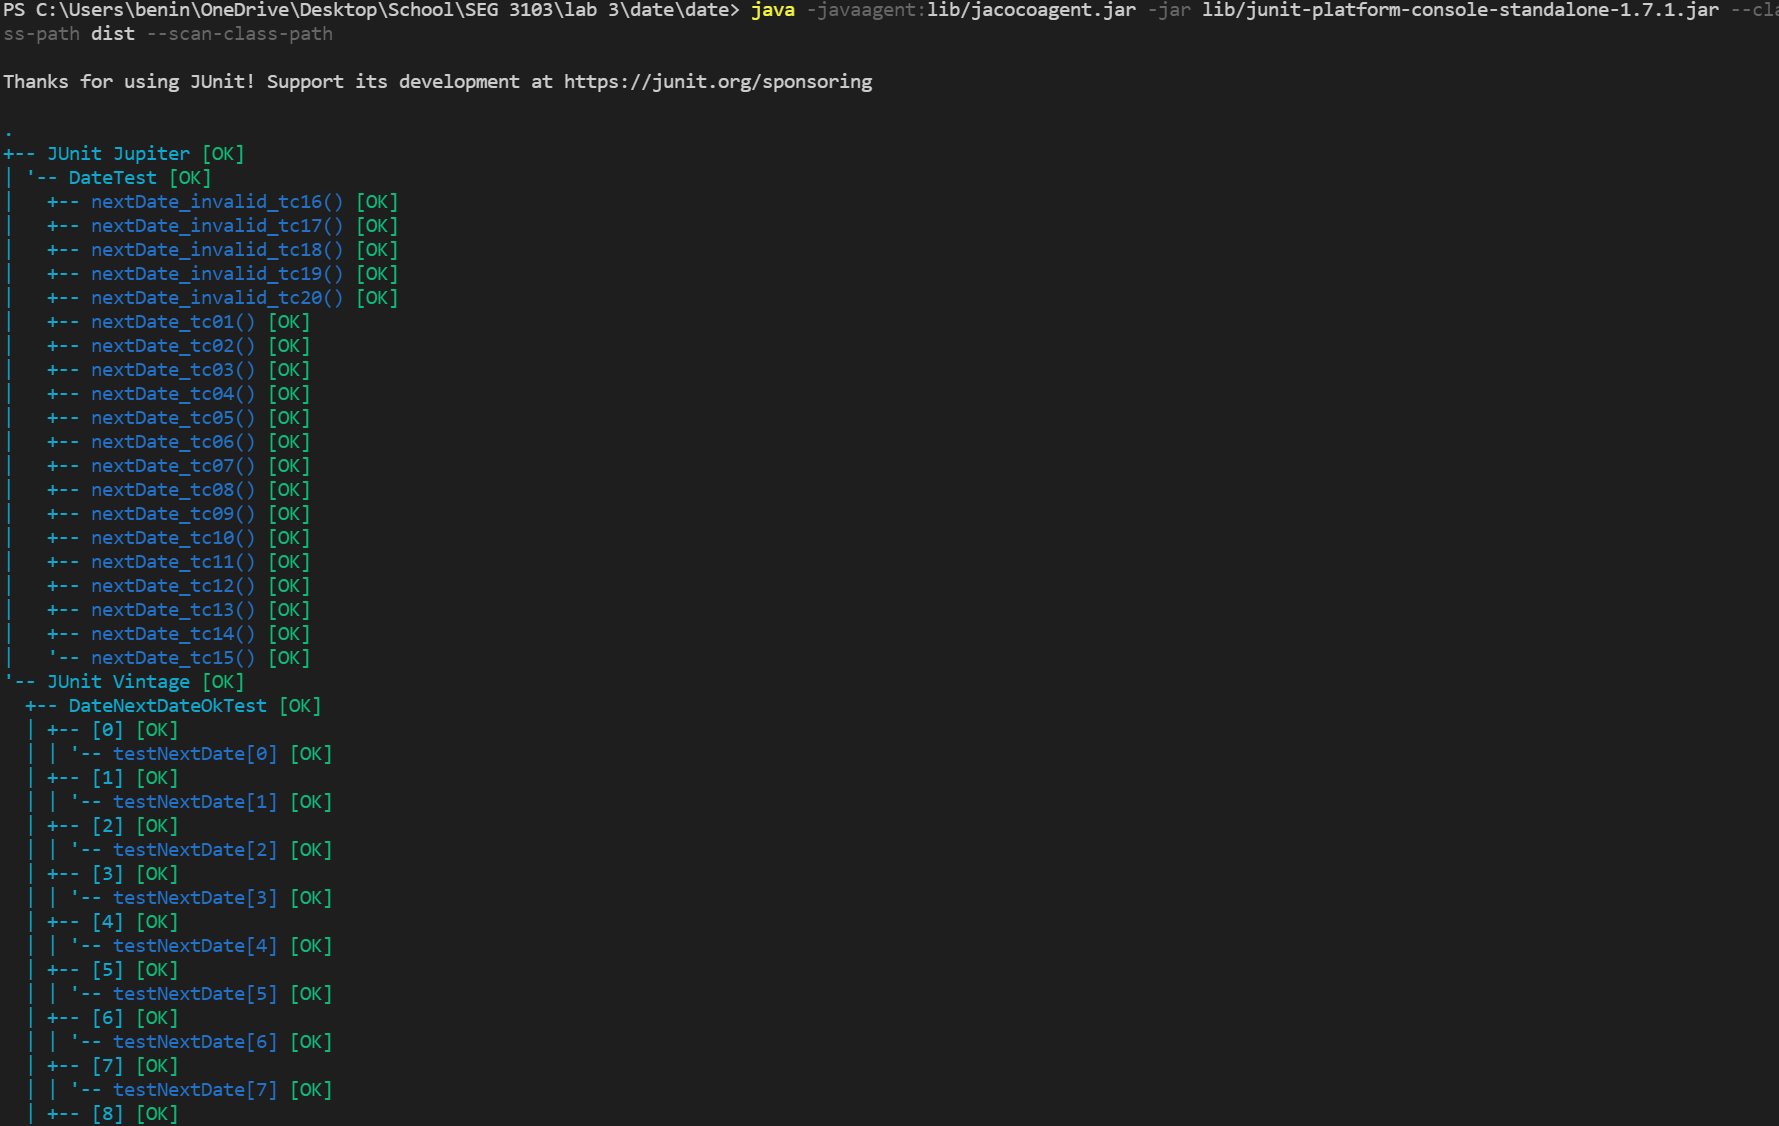 PS C:\Users\benin\OneDrive\Desktop\School\SEG 3103\lab 3\date\date> java -javaagent:lib/jacocoagent.jar -jar lib/junit-platform-console-standalone-1.7.1.jar --cla
ss-path dist --scan-class-path
Thanks for using JUnit! Support its development at https://junit.org/sponsoring
.
+-- JUnit Jupiter [OK]
| '-- DateTest [OK]
|   +-- nextDate_invalid_tc16() [OK]
|   +-- nextDate_invalid_tc17() [OK]
|   +-- nextDate_invalid_tc18() [OK]
|   +-- nextDate_invalid_tc19() [OK]
|   +-- nextDate_invalid_tc20() [OK]
|   +-- nextDate_tc01() [OK]
|   +-- nextDate_tc02() [OK]
|   +-- nextDate_tc03() [OK]
|   +-- nextDate_tc04() [OK]
|   +-- nextDate_tc05() [OK]
|   +-- nextDate_tc06() [OK]
|   +-- nextDate_tc07() [OK]
|   +-- nextDate_tc08() [OK]
|   +-- nextDate_tc09() [OK]
|   +-- nextDate_tc10() [OK]
|   +-- nextDate_tc11() [OK]
|   +-- nextDate_tc12() [OK]
|   +-- nextDate_tc13() [OK]
|   +-- nextDate_tc14() [OK]
|   '-- nextDate_tc15() [OK]
'-- JUnit Vintage [OK]
  +-- DateNextDateOkTest [OK]
  | +-- [0] [OK]
  | | '-- testNextDate[0] [OK]
  | +-- [1] [OK]
  | | '-- testNextDate[1] [OK]
  | +-- [2] [OK]
  | | '-- testNextDate[2] [OK]
  | +-- [3] [OK]
  | | '-- testNextDate[3] [OK]
  | +-- [4] [OK]
  | | '-- testNextDate[4] [OK]
  | +-- [5] [OK]
  | | '-- testNextDate[5] [OK]
  | +-- [6] [OK]
  | | '-- testNextDate[6] [OK]
  | +-- [7] [OK]
  | | '-- testNextDate[7] [OK]
  | +-- [8] [OK]